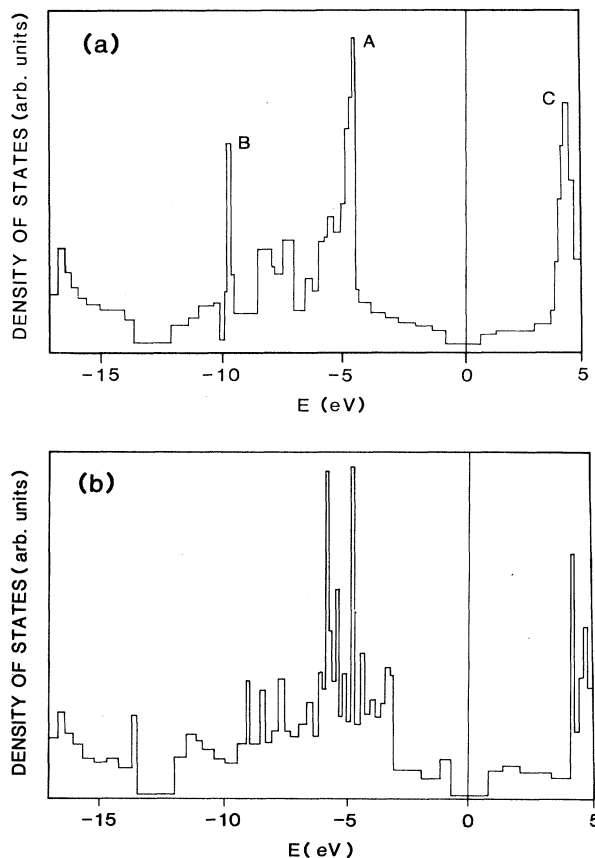 (a)
A
B
C
DENSITY OF STATES (arb. units)
−15
−10
−5
0
5
E (eV)
(b)
DENSITY OF STATES (arb. units)
−15
−10
−5
0
5
E(eV)